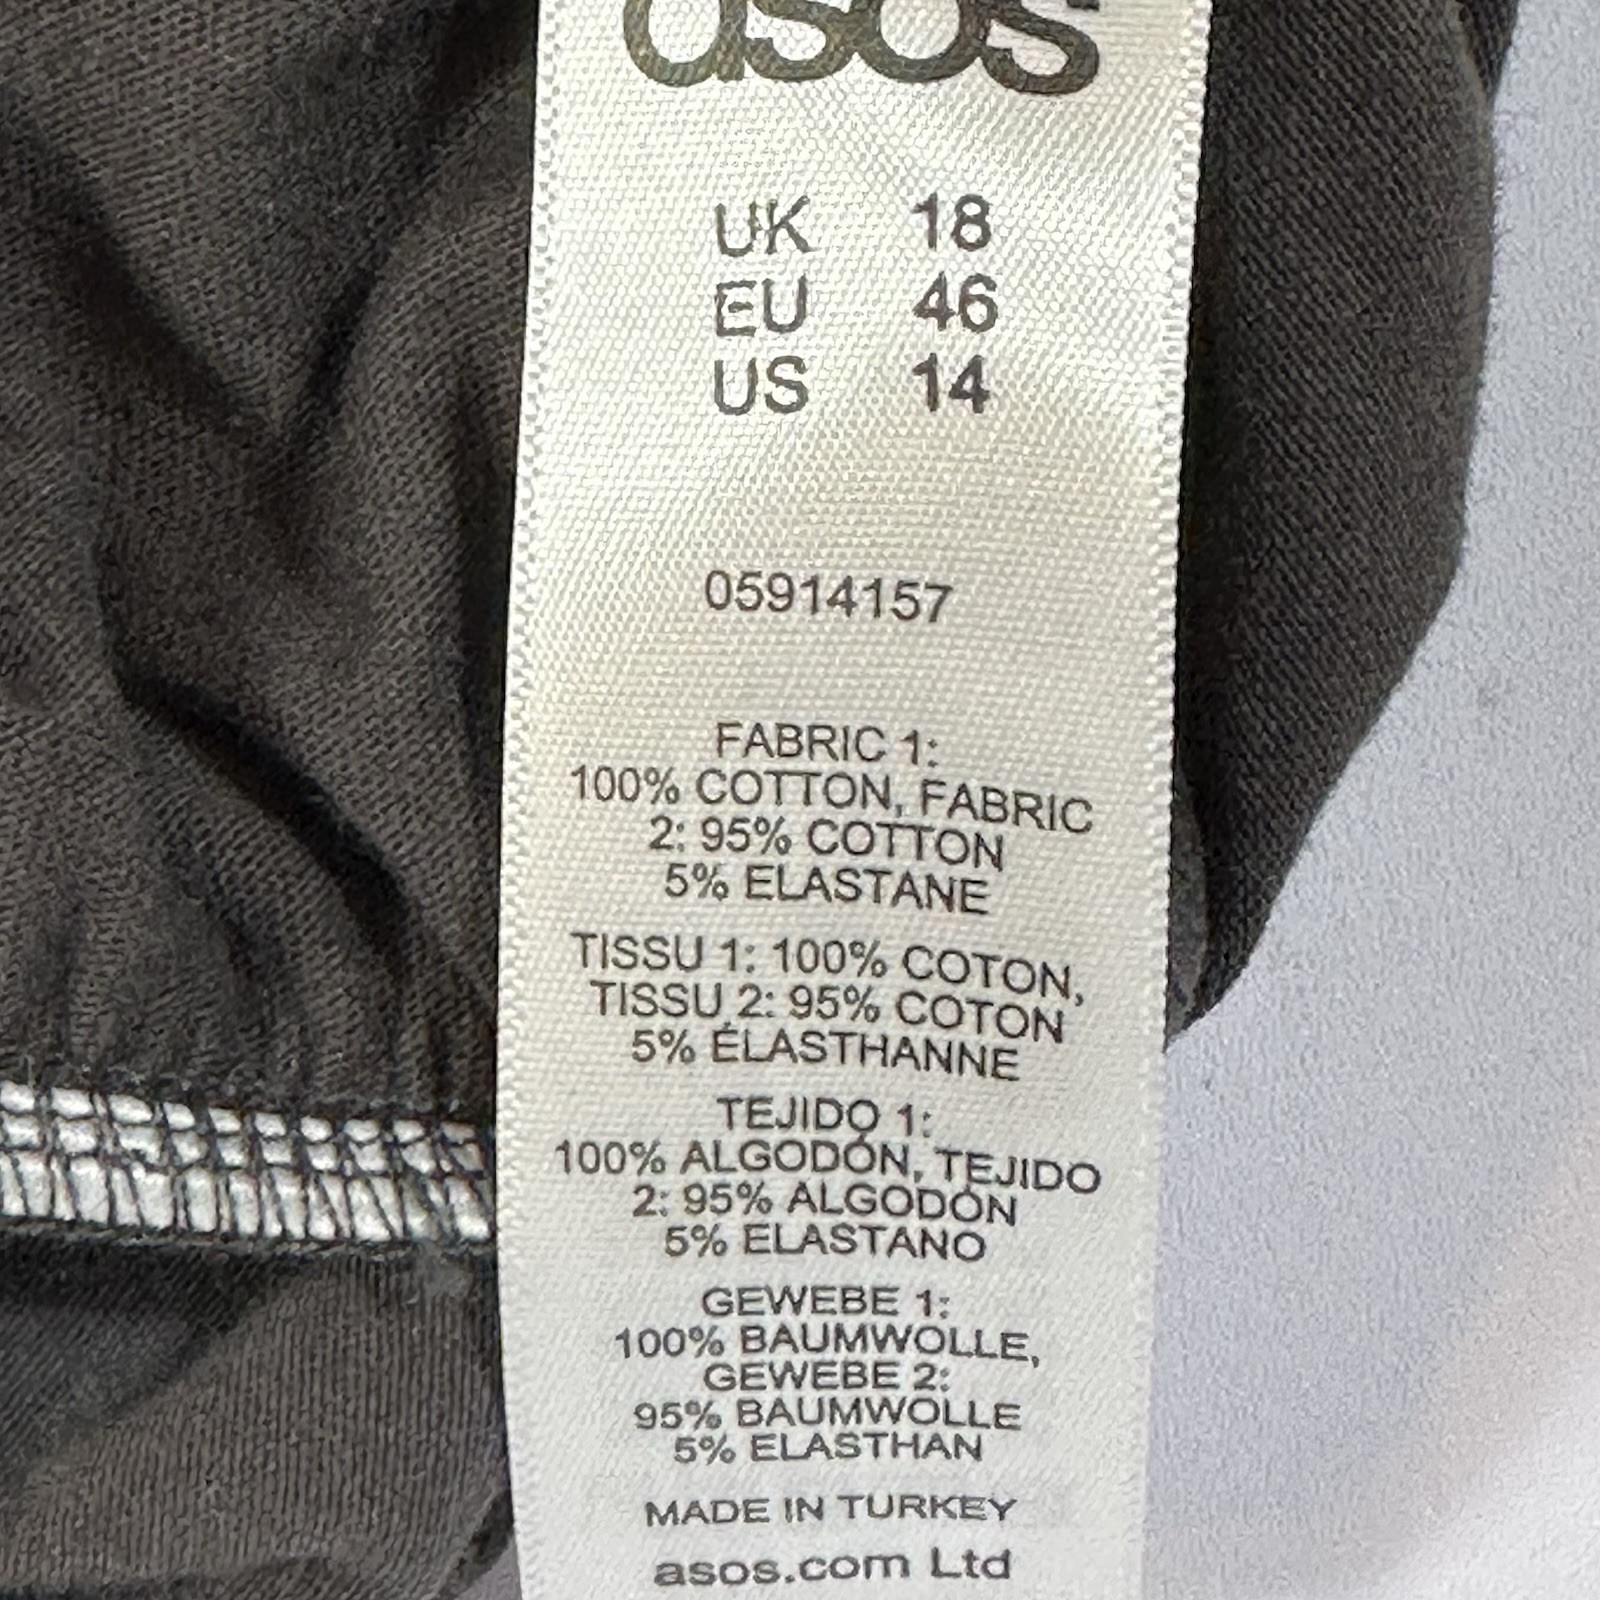 asos
UK 18
EU 46
US 14
05914157
FABRIC 1:
100% COTTON, FABRIC
2: 95% COTTON
5% ELASTANE
TISSU 1: 100% COTON,
TISSU 2: 95% COTON
5% ÉLASTHANNE
TEJIDO 1:
100% ALGODÓN, TEJIDO
2: 95% ALGODÓN
5% ELASTANO
GEWEBE 1:
100% BAUMWOLLE,
GEWEBE 2:
95% BAUMWOLLE
5% ELASTHAN
MADE IN TURKEY
asos.com Ltd